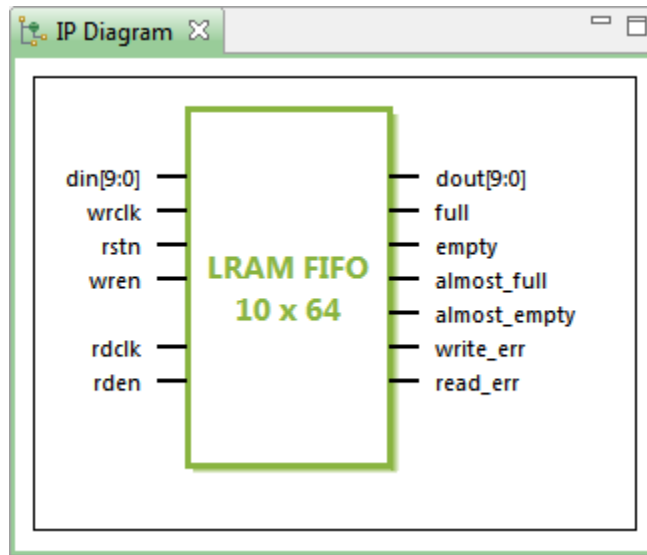 IP Diagram
din[9:0]
wrclk
rstn
wren
rdclk
rden
LRAM FIFO
10 x 64
dout[9:0]
full
empty
almost_full
almost_empty
write_err
read_err